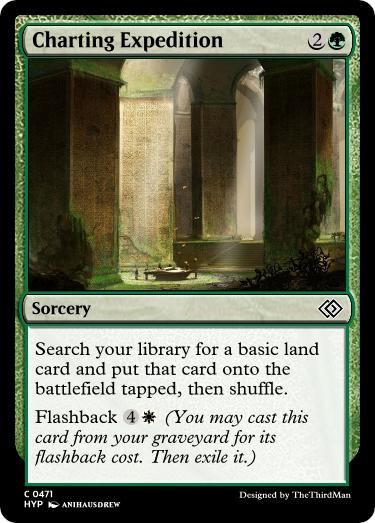 Charting Expedition 2
Sorcery
Search your library for a basic land
card and put that card onto the
battlefield tapped, then shuffle.
Flashback 4 (You may cast this
card from your graveyard for its
flashback cost. Then exile it.)
C 0471
HYP ANIHAUSDREW
Designed by TheThirdMan